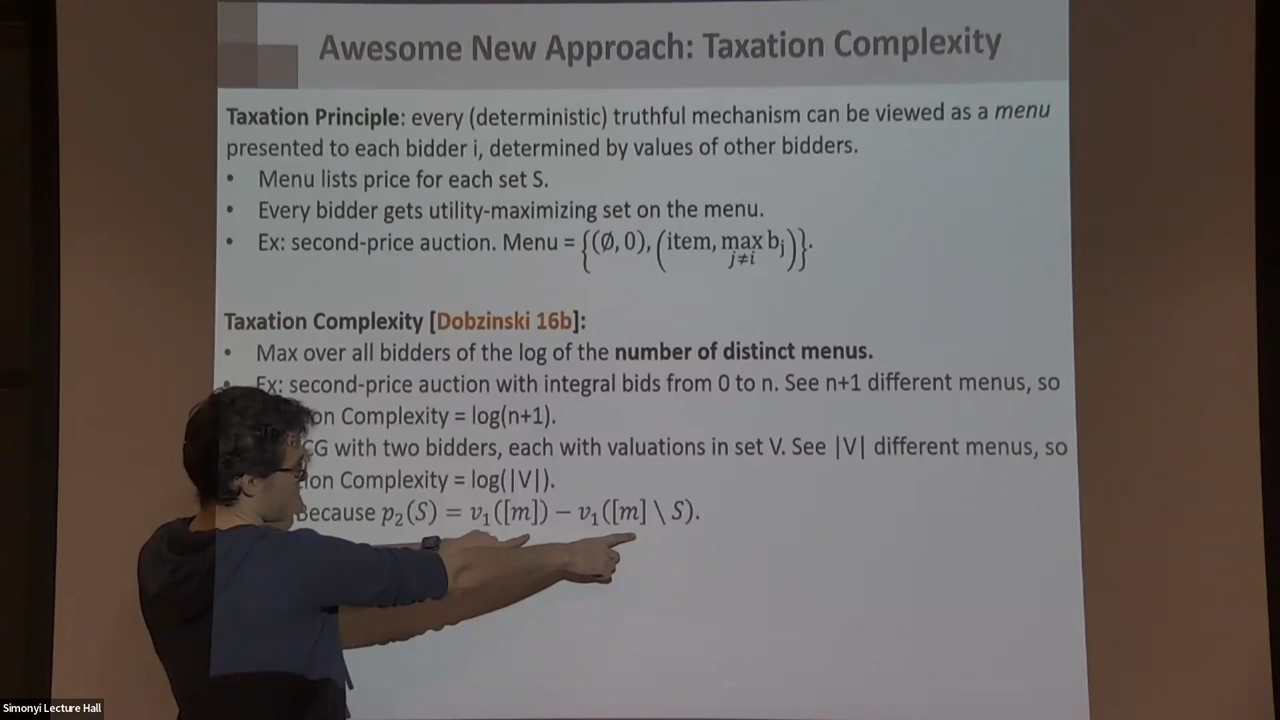 Awesome New Approach: Taxation Complexity
Taxation Principle: every (deterministic) truthful mechanism can be viewed as a menu
presented to each bidder i, determined by values of other bidders.
• Menu lists price for each set S.
• Every bidder gets utility-maximizing set on the menu.
• Ex: second-price auction. Menu = {(∅, 0), (item, max_{j≠i} b_j)}.
Taxation Complexity [Dobzinski 16b]:
• Max over all bidders of the log of the number of distinct menus.
• Ex: second-price auction with integral bids from 0 to n. See n+1 different menus, so
on Complexity = log(n+1).
CG with two bidders, each with valuations in set V. See |V| different menus, so
ion Complexity = log(|V|).
Because p₂(S) = v₁([m]) − v₁([m] \ S).
Simonyi Lecture Hall